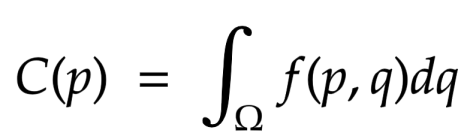 C(p) = ∫_Ω f(p, q)dq